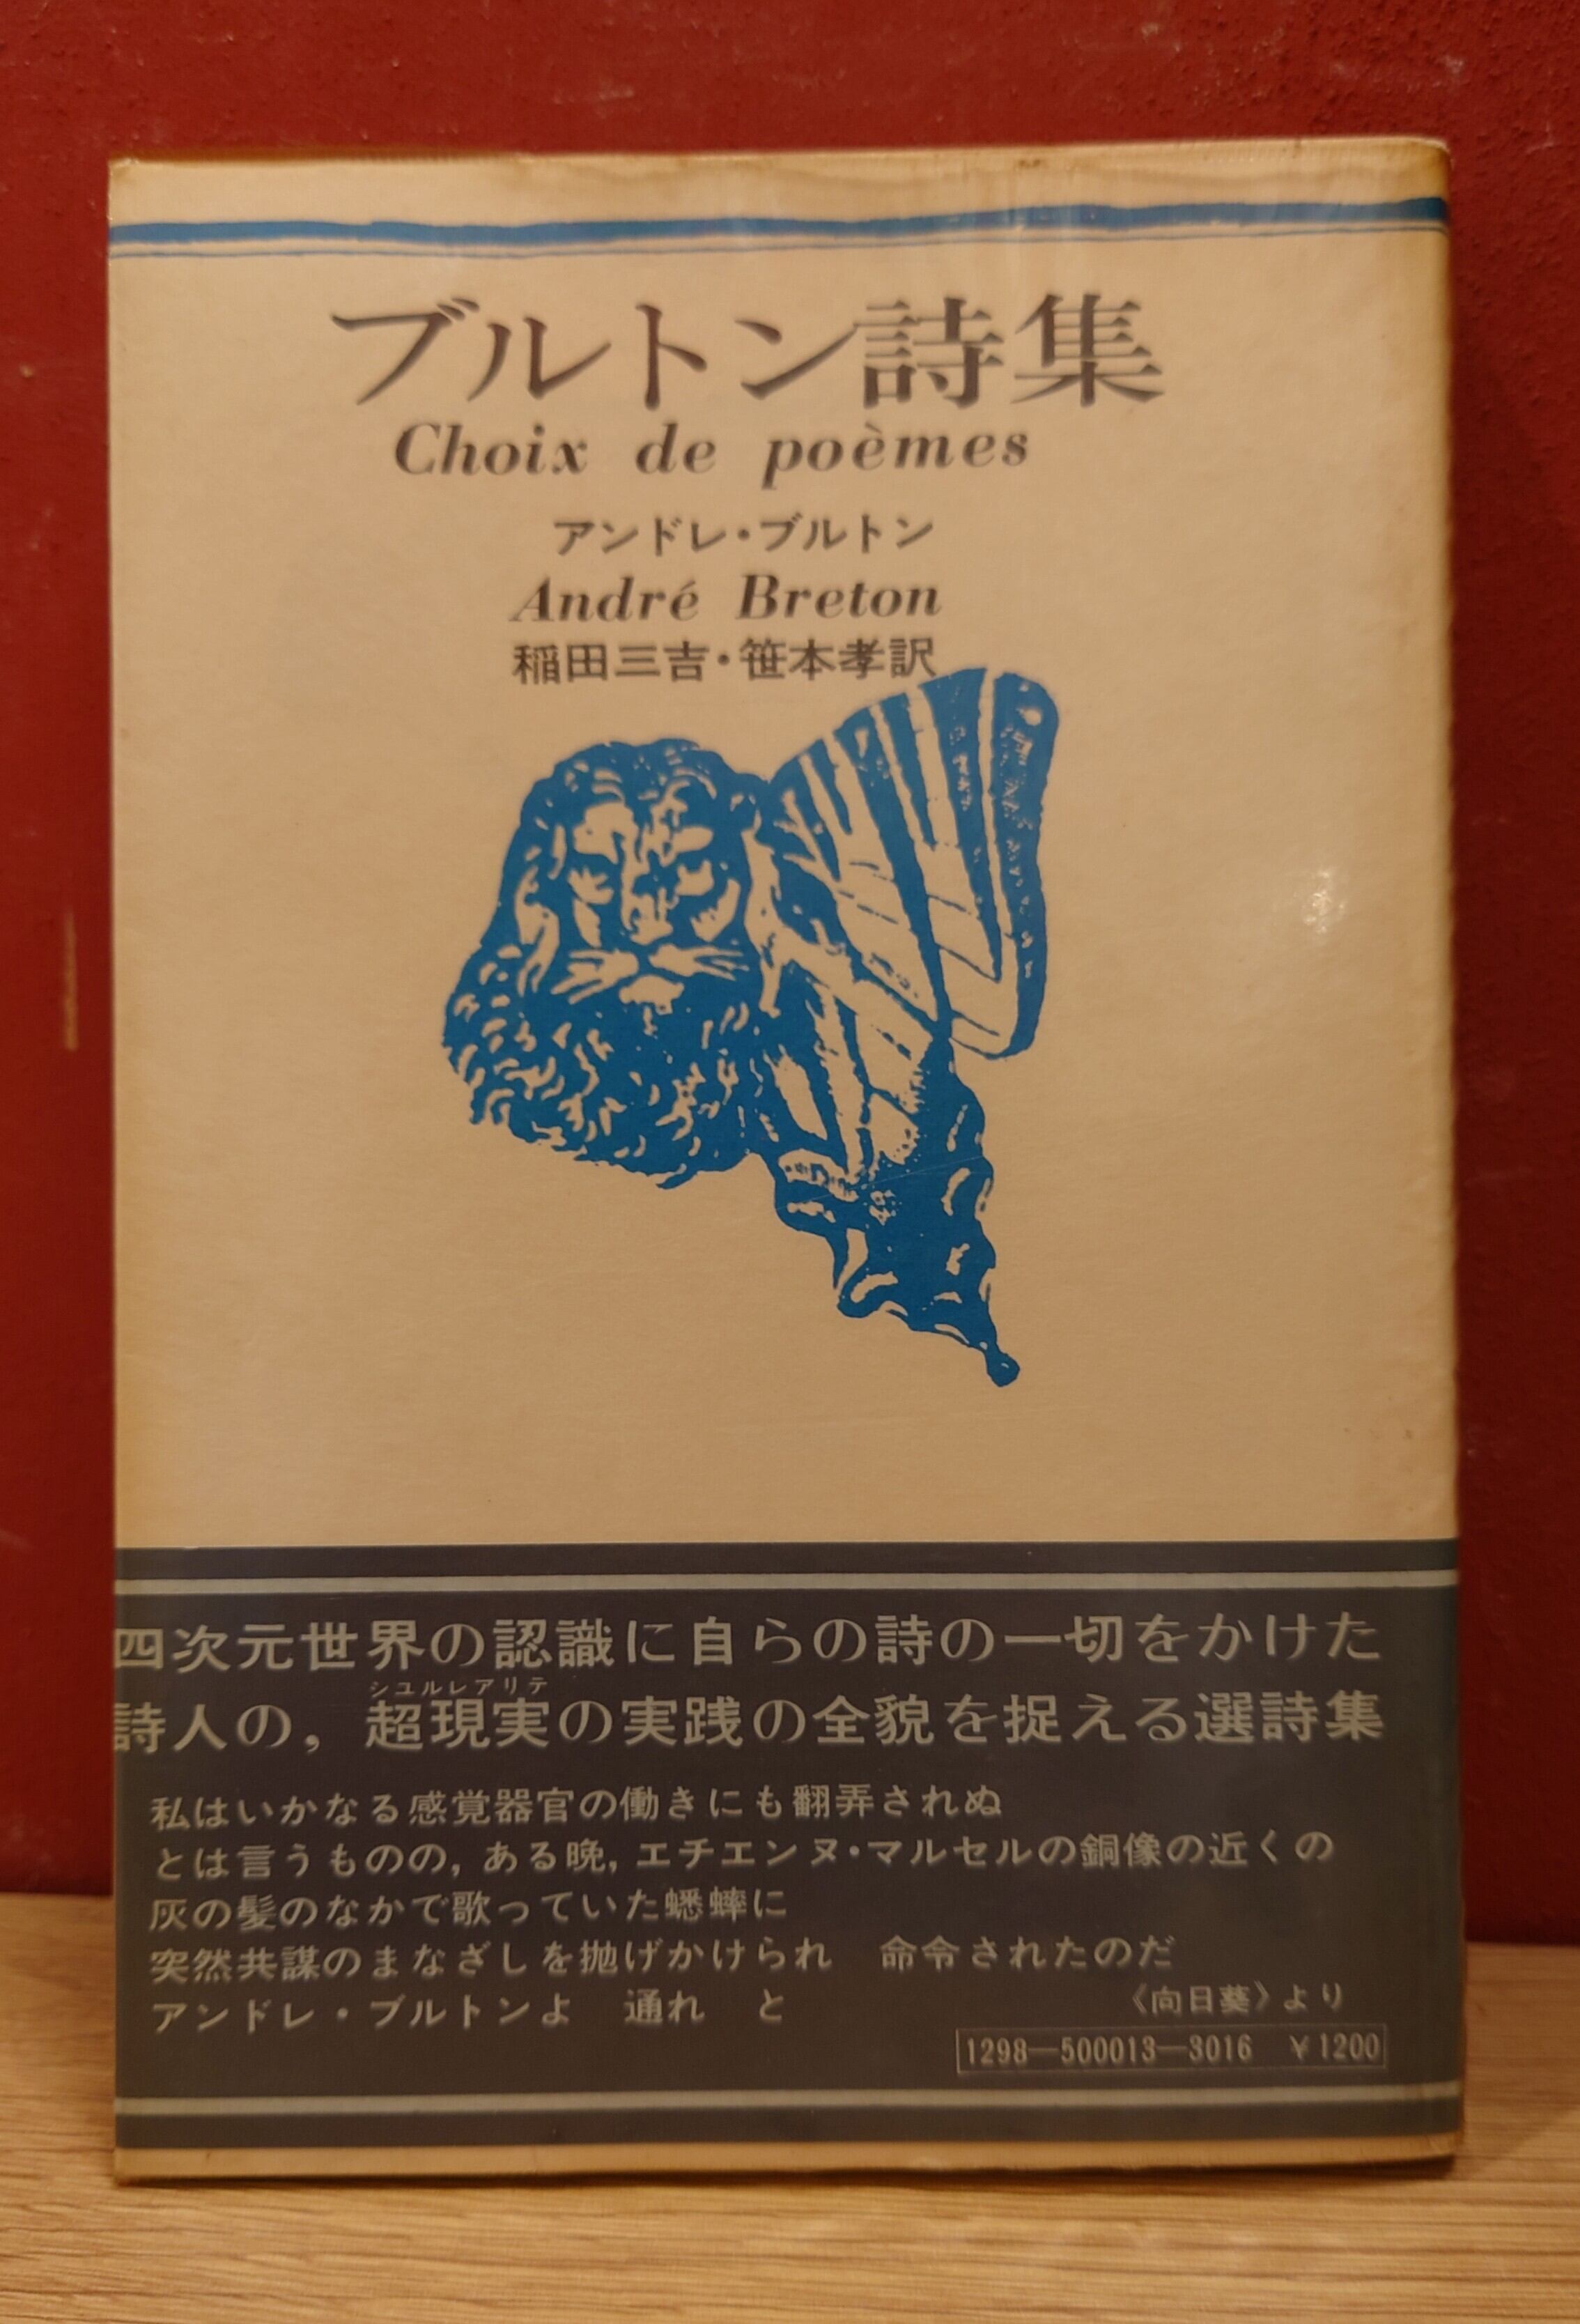 ブルトン詩集
Choix de poèmes
アンドレ・ブルトン
André Breton
稲田三吉・笹本孝訳
四次元世界の認識に自らの詩の一切をかけた
シュルレアリテ
詩人の，超現実の実践の全貌を捉える選詩集
私はいかなる感覚器官の働きにも翻弄されぬ
とは言うものの，ある晩，エチエンヌ・マルセルの銅像の近くの
灰の髪のなかで歌っていた蟋蟀に
突然共謀のまなざしを抛げかけられ　命令されたのだ
アンドレ・ブルトンよ　通れ　と
《向日葵》より
1298—500013—3016　￥1200